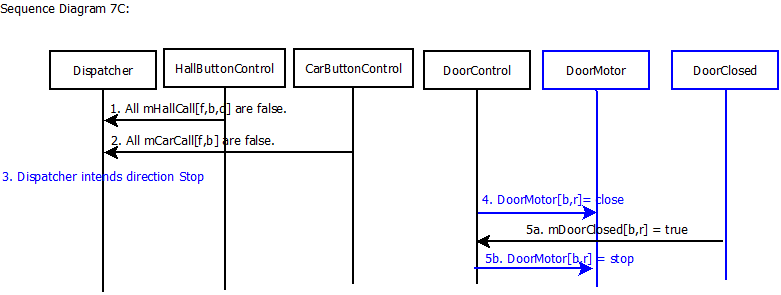 Sequence Diagram 7C:
Dispatcher
HallButtonControl
CarButtonControl
DoorControl
DoorMotor
DoorClosed
1. All mHallCall[f,b,d] are false.
2. All mCarCall[f,b] are false.
3. Dispatcher intends direction Stop
4. DoorMotor[b,r]= close
5a. mDoorClosed[b,r] = true
5b. DoorMotor[b,r] = stop